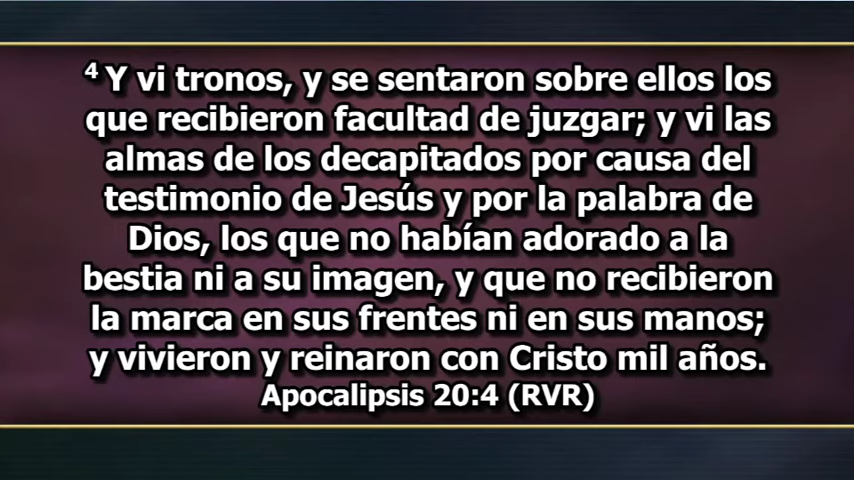 4 Y vi tronos, y se sentaron sobre ellos los
que recibieron facultad de juzgar; y vi las
almas de los decapitados por causa del
testimonio de Jesús y por la palabra de
Dios, los que no habían adorado a la
bestia ni a su imagen, y que no recibieron
la marca en sus frentes ni en sus manos;
y vivieron y reinaron con Cristo mil años.
Apocalipsis 20:4 (RVR)